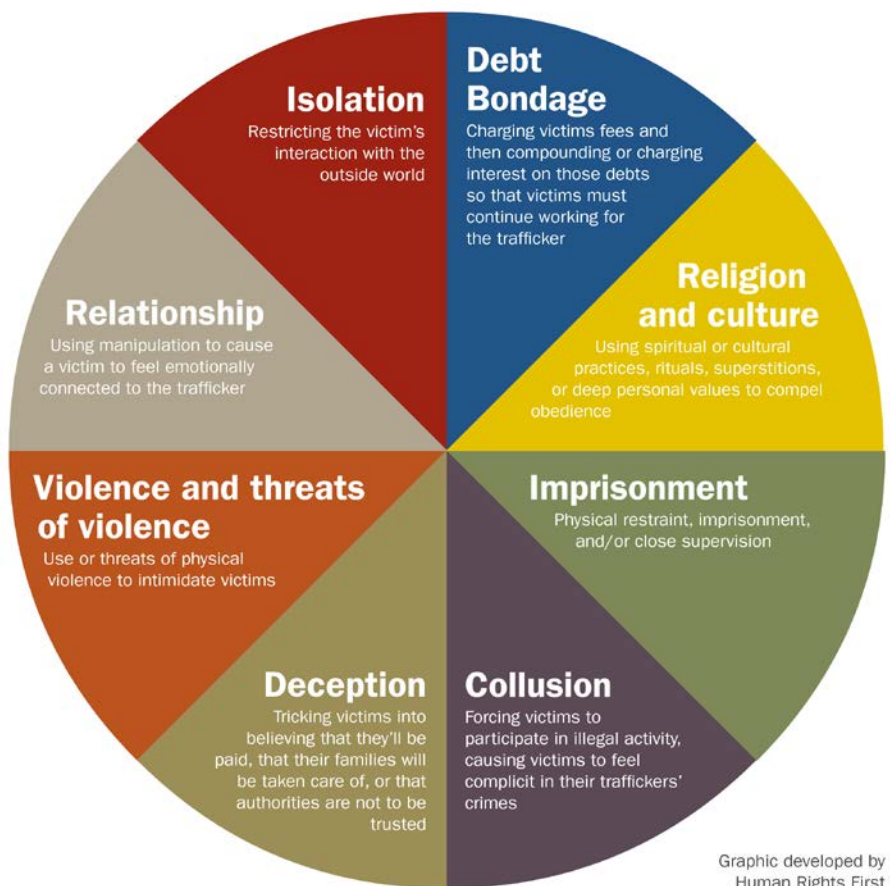 Isolation
Restricting the victim's
interaction with the
outside world
Debt
Bondage
Charging victims fees and
then compounding or charging
interest on those debts
so that victims must
continue working for
the trafficker
Religion
and culture
Using spiritual or cultural
practices, rituals, superstitions,
or deep personal values to compel
obedience
Imprisonment
Physical restraint, imprisonment,
and/or close supervision
Collusion
Forcing victims to
participate in illegal activity,
causing victims to feel
complicit in their traffickers'
crimes
Deception
Tricking victims into
believing that they'll be
paid, that their families will
be taken care of, or that
authorities are not to be
trusted
Violence and threats
of violence
Use or threats of physical
violence to intimidate victims
Relationship
Using manipulation to cause
a victim to feel emotionally
connected to the trafficker
Graphic developed by
Human Rights First